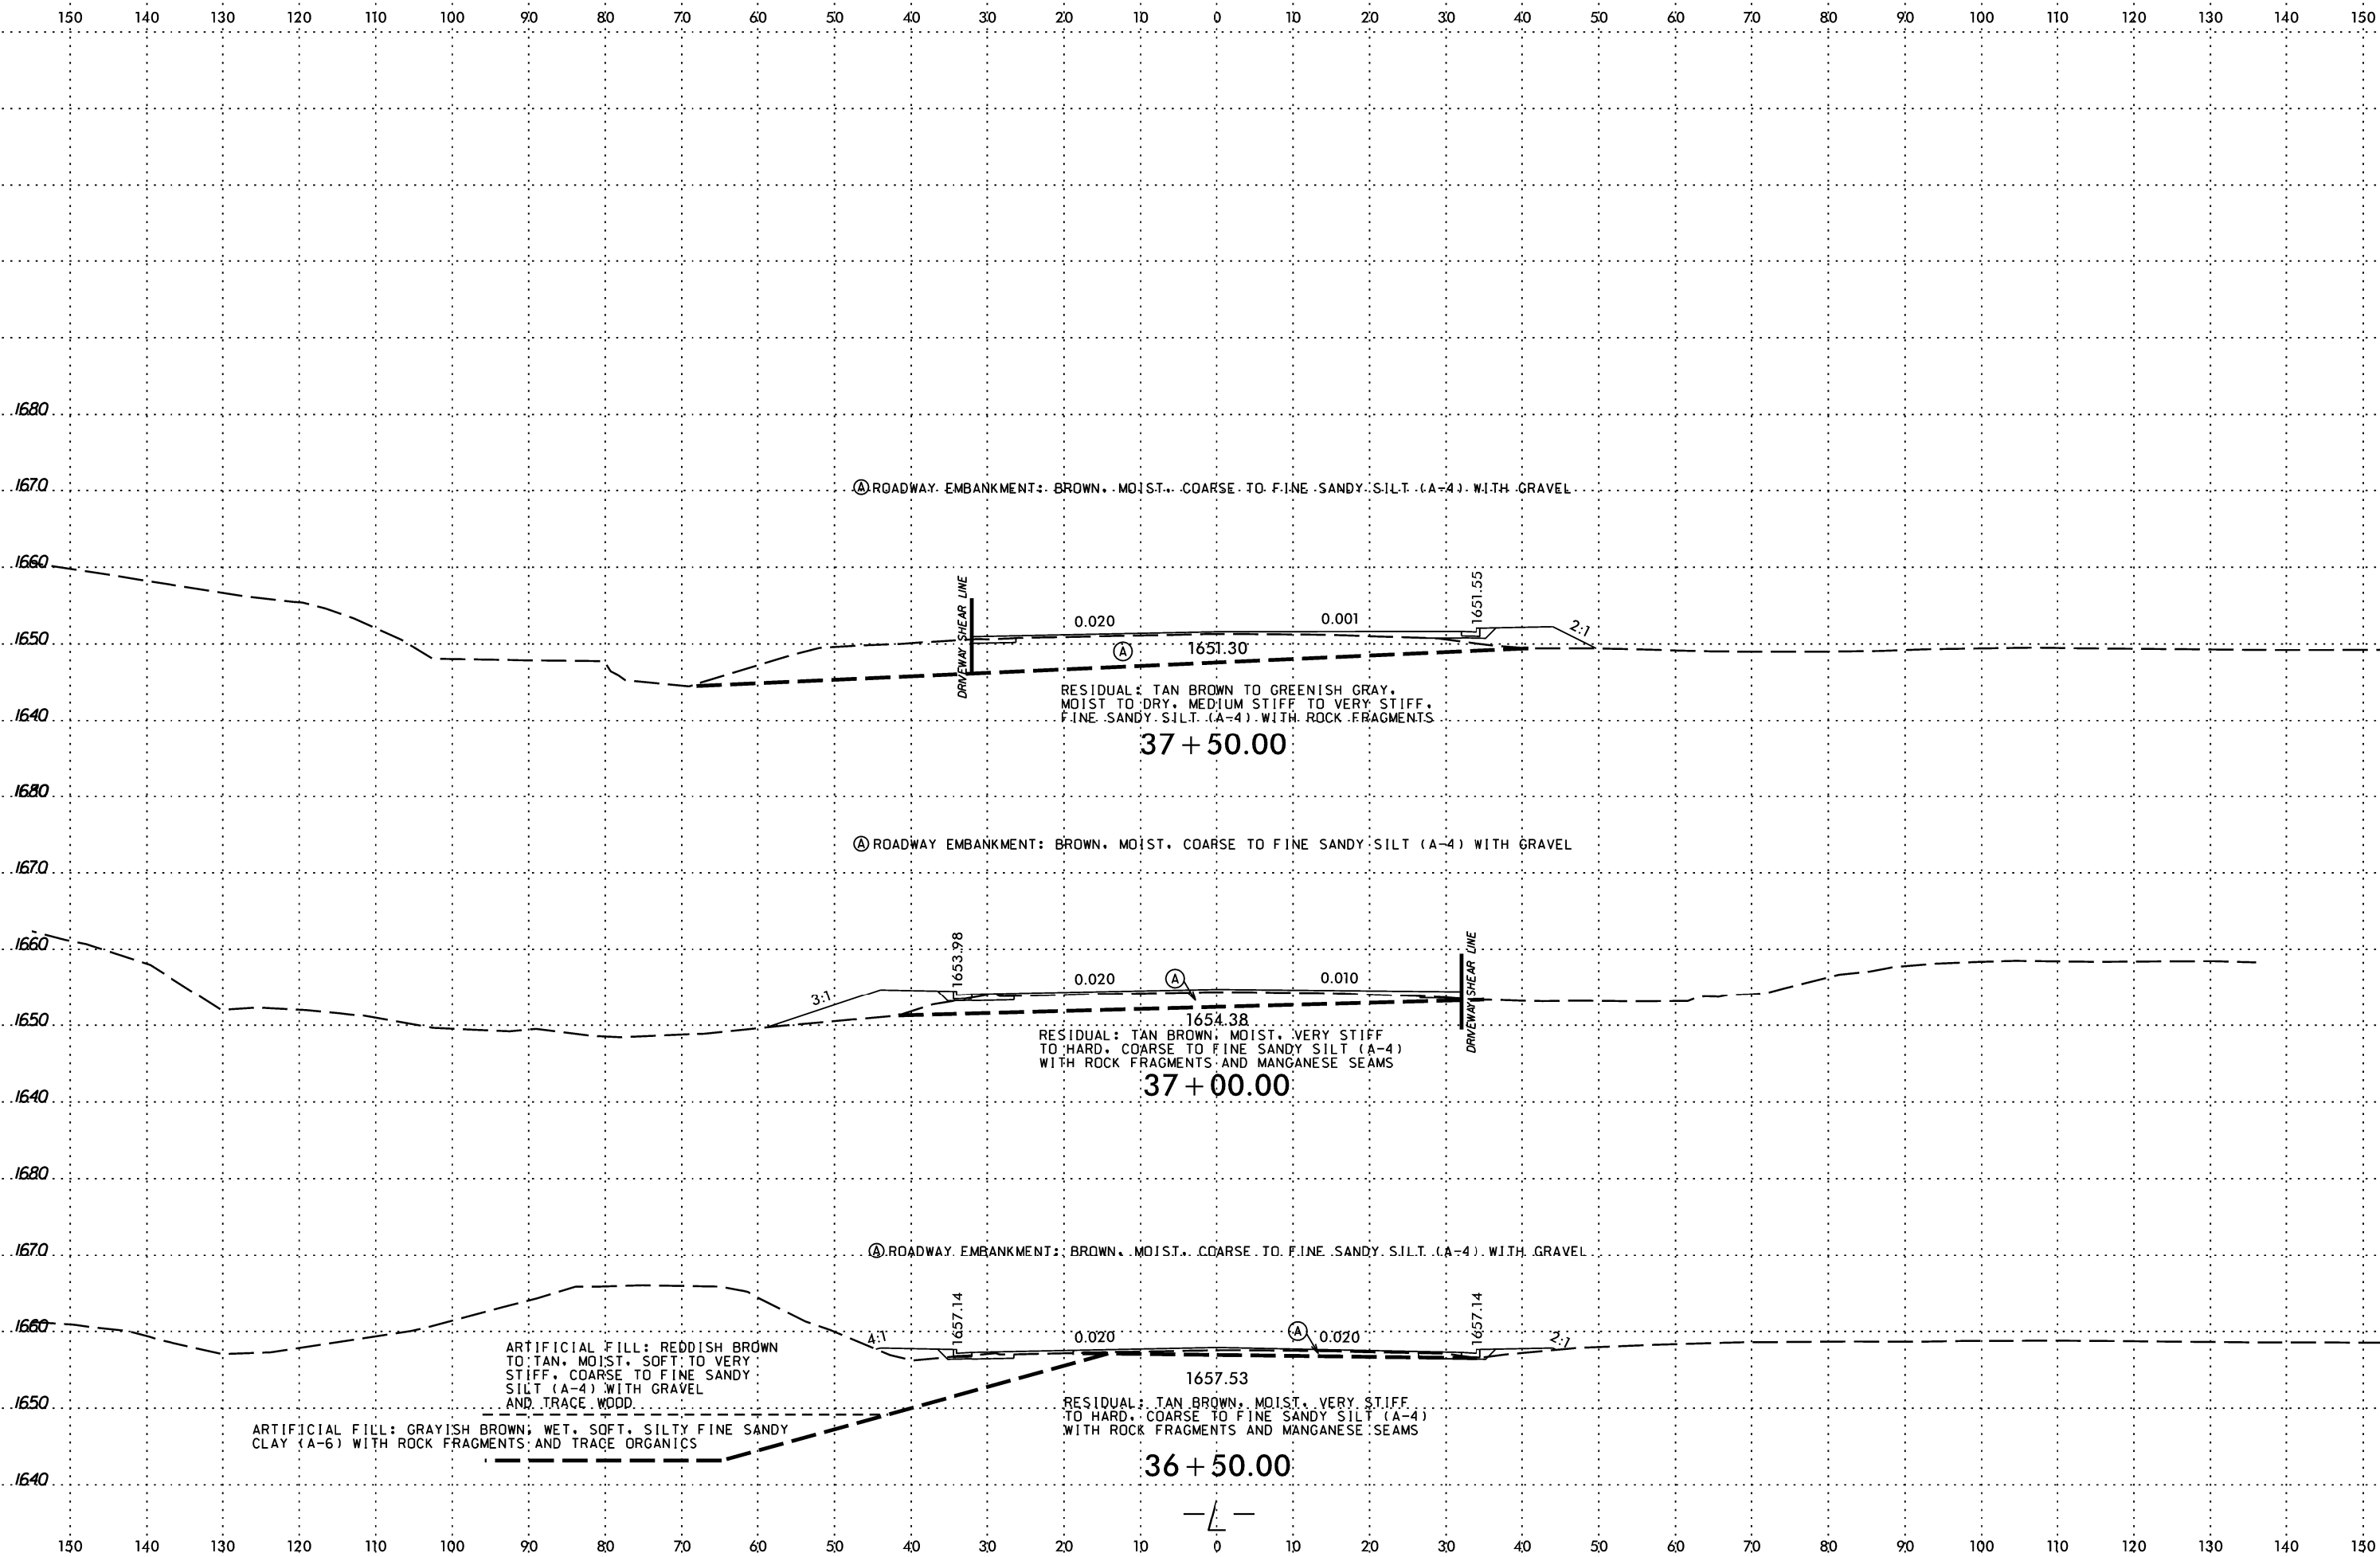 150 140 130 120 110 100 90 80 70 60 50 40 30 20 10 0 10 20 30 40 50 60 70 80 90 100 110 120 130 140 150
1680
1670
Ⓐ ROADWAY EMBANKMENT: BROWN, MOIST, COARSE TO FINE SANDY SILT (A-4) WITH GRAVEL
1660
DRIVEWAY SHEAR LINE
1651.55
0.020
0.001
2:1
1650
A
1651.30
RESIDUAL: TAN BROWN TO GREENISH GRAY,
MOIST TO DRY, MEDIUM STIFF TO VERY STIFF,
FINE SANDY SILT (A-4) WITH ROCK FRAGMENTS
1640
37+50.00
1680
Ⓐ ROADWAY EMBANKMENT: BROWN, MOIST, COARSE TO FINE SANDY SILT (A-4) WITH GRAVEL
1670
1660
1653.98
DRIVEWAY SHEAR LINE
3:1
0.020
A
0.010
1650
1654.38
RESIDUAL: TAN BROWN, MOIST, VERY STIFF
TO HARD, COARSE TO FINE SANDY SILT (A-4)
WITH ROCK FRAGMENTS AND MANGANESE SEAMS
37+00.00
1640
1680
1670
Ⓐ ROADWAY EMBANKMENT: BROWN, MOIST, COARSE TO FINE SANDY SILT (A-4) WITH GRAVEL
1660
1657.14
1657.14
4:1
0.020
A
0.020
2:1
ARTIFICIAL FILL: REDDISH BROWN
TO TAN, MOIST, SOFT TO VERY
STIFF, COARSE TO FINE SANDY
SILT (A-4) WITH GRAVEL
AND TRACE WOOD
1657.53
1650
RESIDUAL: TAN BROWN, MOIST, VERY STIFF
TO HARD, COARSE TO FINE SANDY SILT (A-4)
WITH ROCK FRAGMENTS AND MANGANESE SEAMS
ARTIFICIAL FILL: GRAYISH BROWN, WET, SOFT, SILTY FINE SANDY
CLAY (A-6) WITH ROCK FRAGMENTS AND TRACE ORGANICS
36+50.00
1640
-L-
150 140 130 120 110 100 90 80 70 60 50 40 30 20 10 0 10 20 30 40 50 60 70 80 90 100 110 120 130 140 150